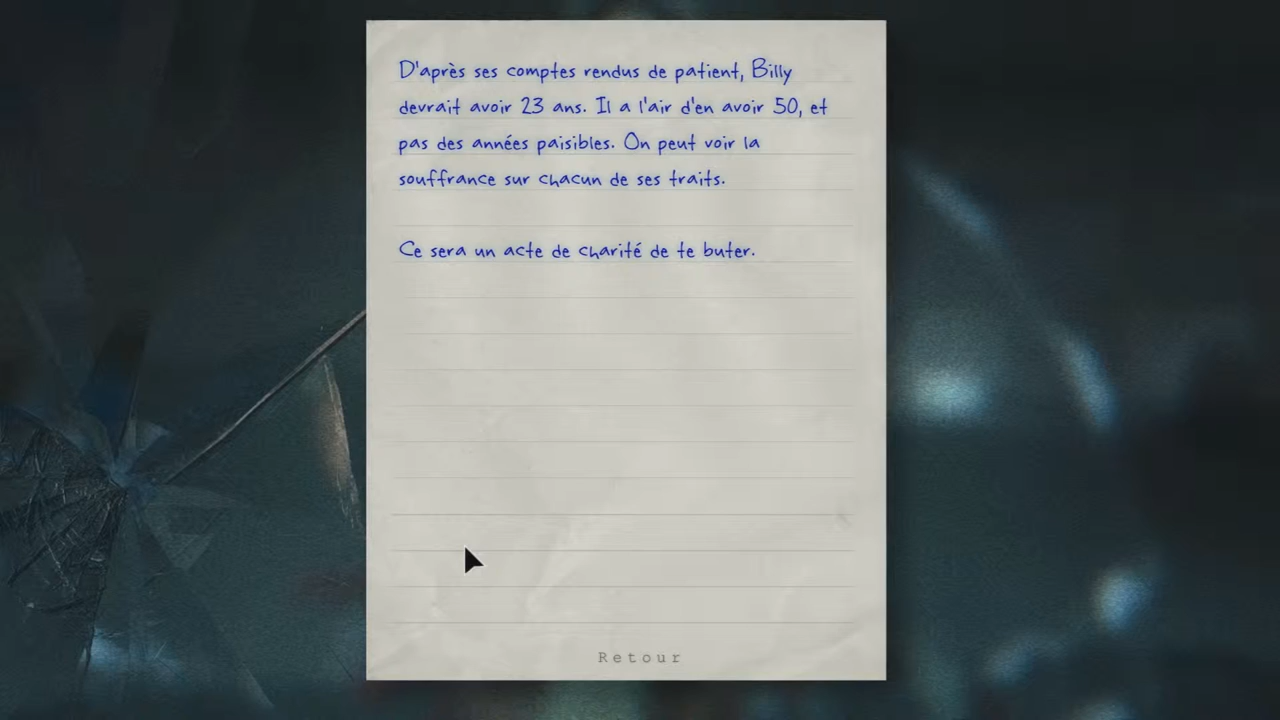 D'après ses comptes rendus de patient, Billy
devrait avoir 23 ans. Il a l'air d'en avoir 50, et
pas des années paisibles. On peut voir la
souffrance sur chacun de ses traits.
Ce sera un acte de charité de te buter.
Retour